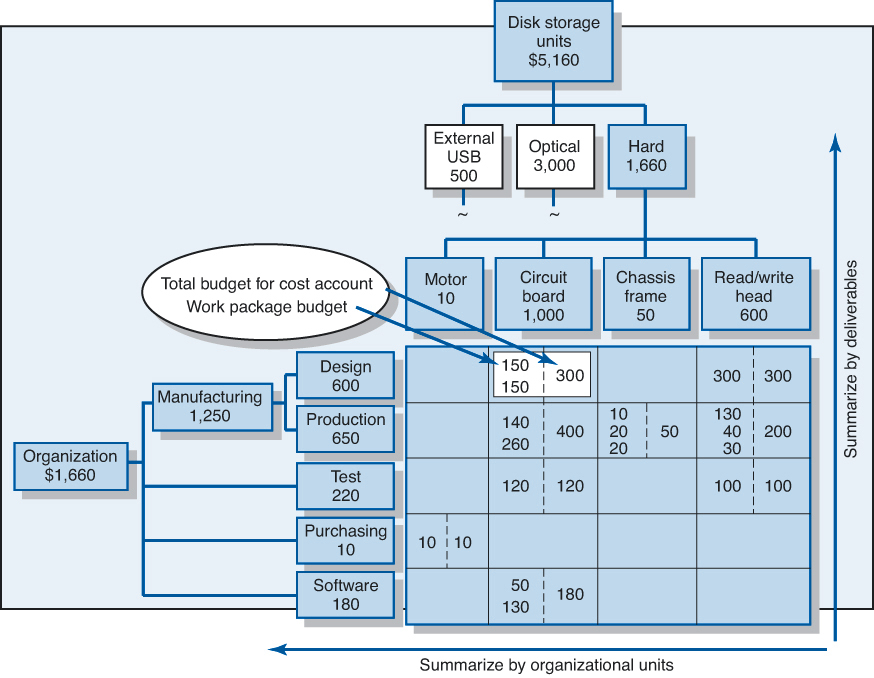 Disk storage
units
$5,160
External
USB
500
Optical
3,000
Hard
1,660
~
~
Total budget for cost account
Work package budget
Motor
10
Circuit
board
1,000
Chassis
frame
50
Read/write
head
600
Summarize by deliverables
Organization
$1,660
Manufacturing
1,250
Design
600
150
150
300
300 300
Production
650
140
260
400
10
20
20
50
130
40
30
200
Test
220
120 120
100 100
Purchasing
10
10 10
Software
180
50
130
180
Summarize by organizational units